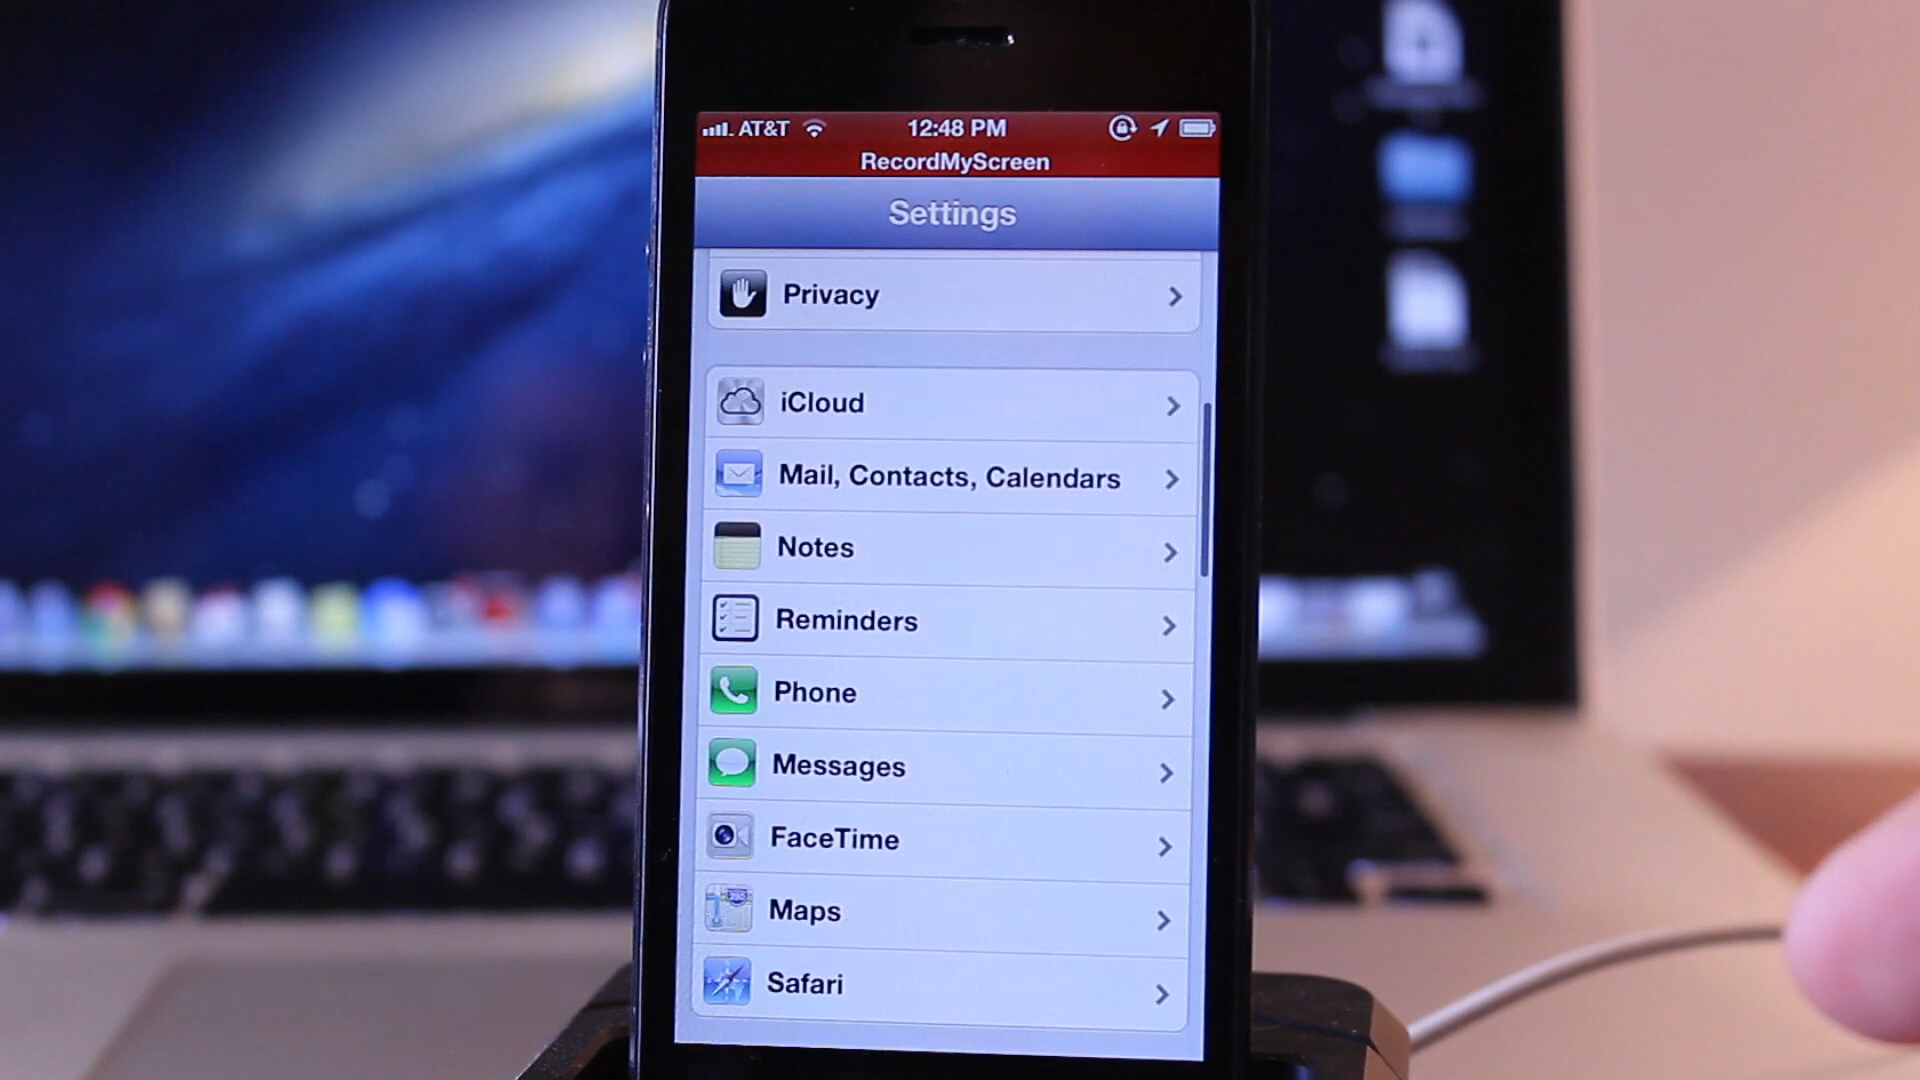 AT&T 12:48 PM
RecordMyScreen
Settings
Privacy
iCloud
Mail, Contacts, Calendars
Notes
Reminders
Phone
Messages
FaceTime
Maps
Safari